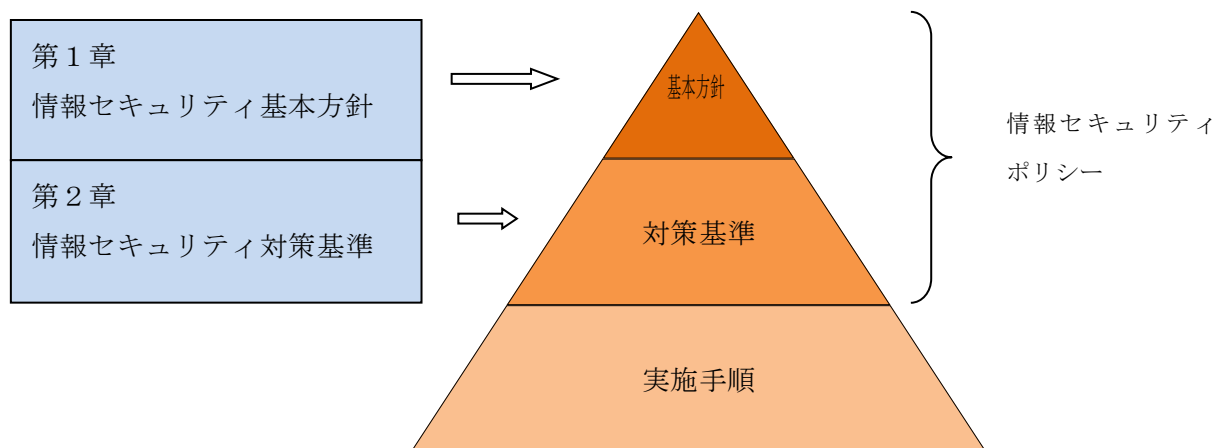 第１章
情報セキュリティ基本方針
第２章
情報セキュリティ対策基準
基本方針
対策基準
実施手順
情報セキュリティ
ポリシー